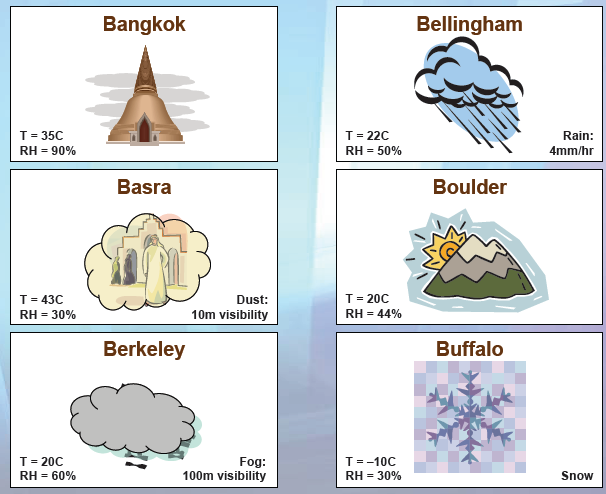 Bangkok
T = 35C
RH = 90%
Bellingham
T = 22C
RH = 50%
Rain:
4mm/hr
Basra
T = 43C
RH = 30%
Dust:
10m visibility
Boulder
T = 20C
RH = 44%
Berkeley
T = 20C
RH = 60%
Fog:
100m visibility
Buffalo
T = –10C
RH = 30%
Snow